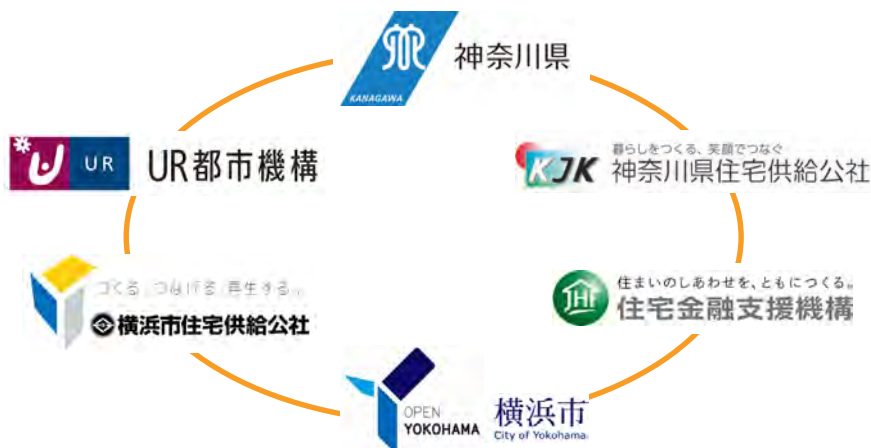 神奈川県
KANAGAWA
UR
UR都市機構
暮らしをつくる、笑顔でつなぐ
KJK
神奈川県住宅供給公社
つくる。つなげる。再生する。
横浜市住宅供給公社
住まいのしあわせを、ともにつくる。
JHF
住宅金融支援機構
OPEN
YOKOHAMA
横浜市
City of Yokohama